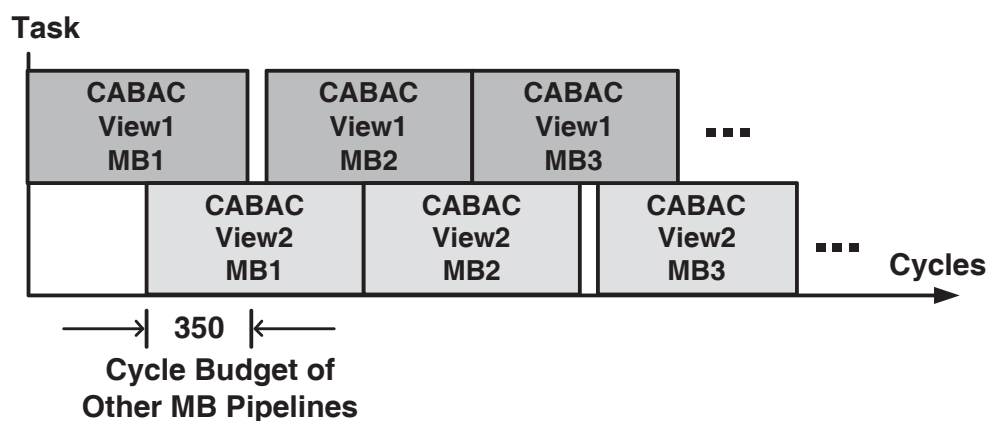 Task
CABAC
View1
MB1
CABAC
View1
MB2
CABAC
View1
MB3
CABAC
View2
MB1
CABAC
View2
MB2
CABAC
View2
MB3
Cycles
350
Cycle Budget of
Other MB Pipelines